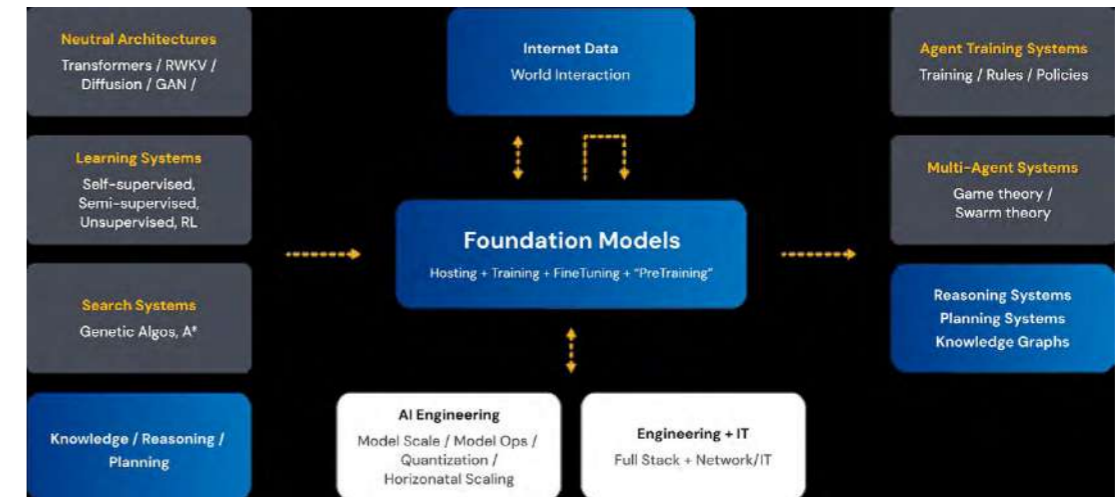 Neutral Architectures
Transformers / RWKV /
Diffusion / GAN /
Learning Systems
Self-supervised,
Semi-supervised,
Unsupervised, RL
Search Systems
Genetic Algos, A*
Knowledge / Reasoning /
Planning
Internet Data
World Interaction
Foundation Models
Hosting + Training + FineTuning + "PreTraining"
AI Engineering
Model Scale / Model Ops /
Quantization /
Horizonatal Scaling
Engineering + IT
Full Stack + Network/IT
Agent Training Systems
Training / Rules / Policies
Multi-Agent Systems
Game theory /
Swarm theory
Reasoning Systems
Planning Systems
Knowledge Graphs